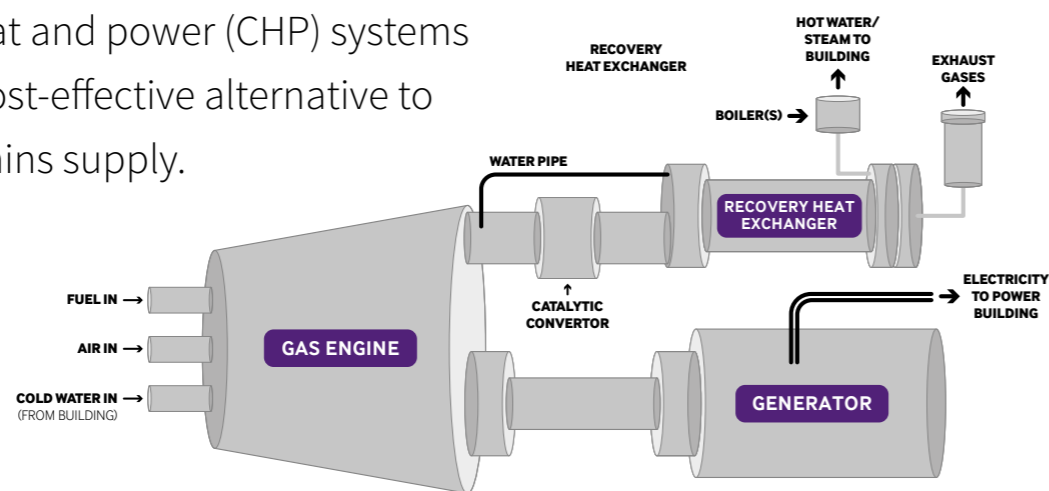 at and power (CHP) systems
ost-effective alternative to
ins supply.
RECOVERY
HEAT EXCHANGER
HOT WATER/
STEAM TO
BUILDING
EXHAUST
GASES
BOILER(S)
WATER PIPE
RECOVERY HEAT
EXCHANGER
CATALYTIC
CONVERTOR
ELECTRICITY
TO POWER
BUILDING
FUEL IN
AIR IN
COLD WATER IN
(FROM BUILDING)
GAS ENGINE
GENERATOR